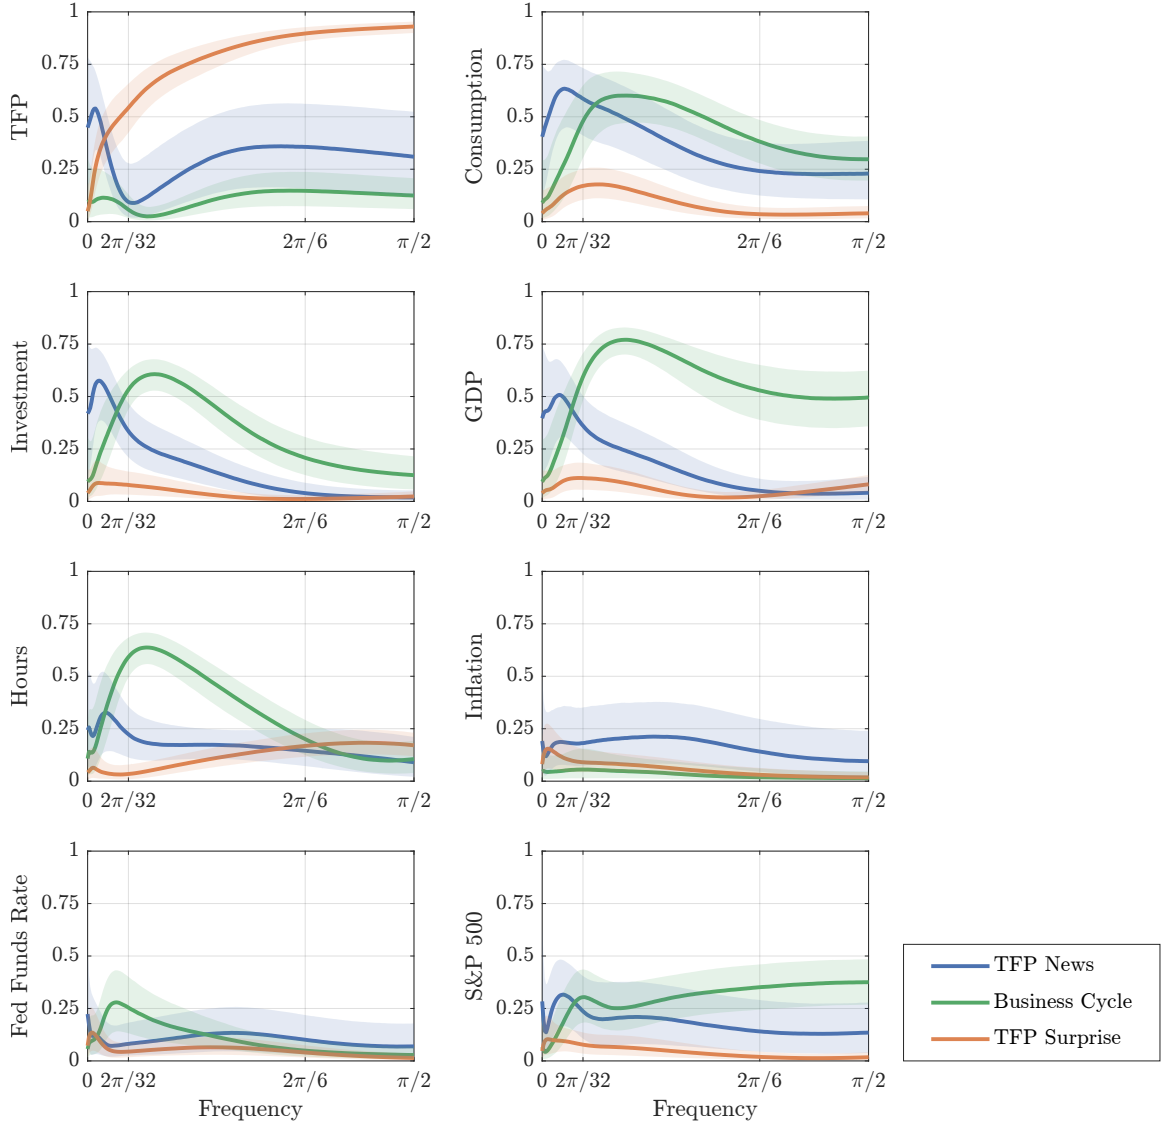 TFP
1
0.75
0.5
0.25
0
0 2π/32 2π/6 π/2
Consumption
1
0.75
0.5
0.25
0
0 2π/32 2π/6 π/2
Investment
1
0.75
0.5
0.25
0
0 2π/32 2π/6 π/2
GDP
1
0.75
0.5
0.25
0
0 2π/32 2π/6 π/2
Hours
1
0.75
0.5
0.25
0
0 2π/32 2π/6 π/2
Inflation
1
0.75
0.5
0.25
0
0 2π/32 2π/6 π/2
Fed Funds Rate
1
0.75
0.5
0.25
0
0 2π/32 2π/6 π/2
Frequency
S&P 500
1
0.75
0.5
0.25
0
0 2π/32 2π/6 π/2
Frequency
TFP News
Business Cycle
TFP Surprise